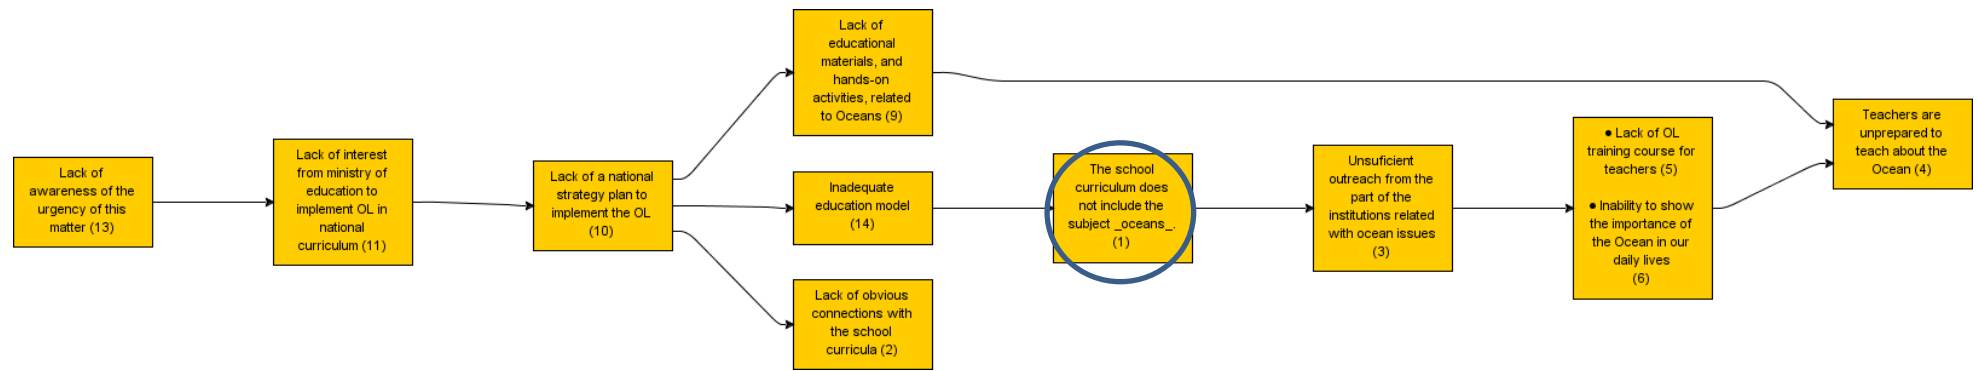 Lack of
awareness of the
urgency of this
matter (13)
Lack of interest
from ministry of
education to
implement OL in
national
curriculum (11)
Lack of a national
strategy plan to
implement the OL
(10)
Lack of
educational
materials, and
hands-on
activities, related
to Oceans (9)
Inadequate
education model
(14)
Lack of obvious
connections with
the school
curricula (2)
The school
curriculum does
not include the
subject _oceans_.
(1)
Unsuficient
outreach from the
part of the
institutions related
with ocean issues
(3)
● Lack of OL
training course for
teachers (5)
● Inability to show
the importance of
the Ocean in our
daily lives
(6)
Teachers are
unprepared to
teach about the
Ocean (4)